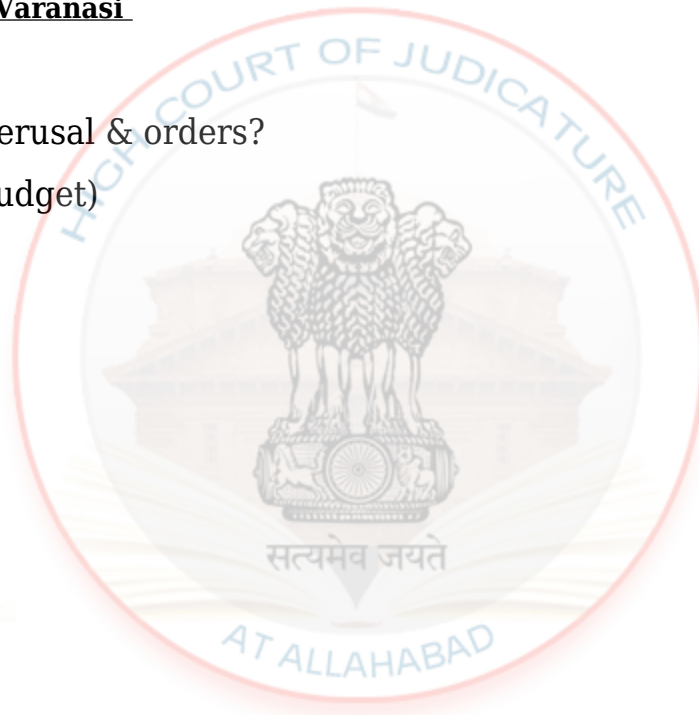 Varanasi
HIGH COURT OF JUDICATURE
erusal & orders?
udget)
सत्यमेव जयते
AT ALLAHABAD